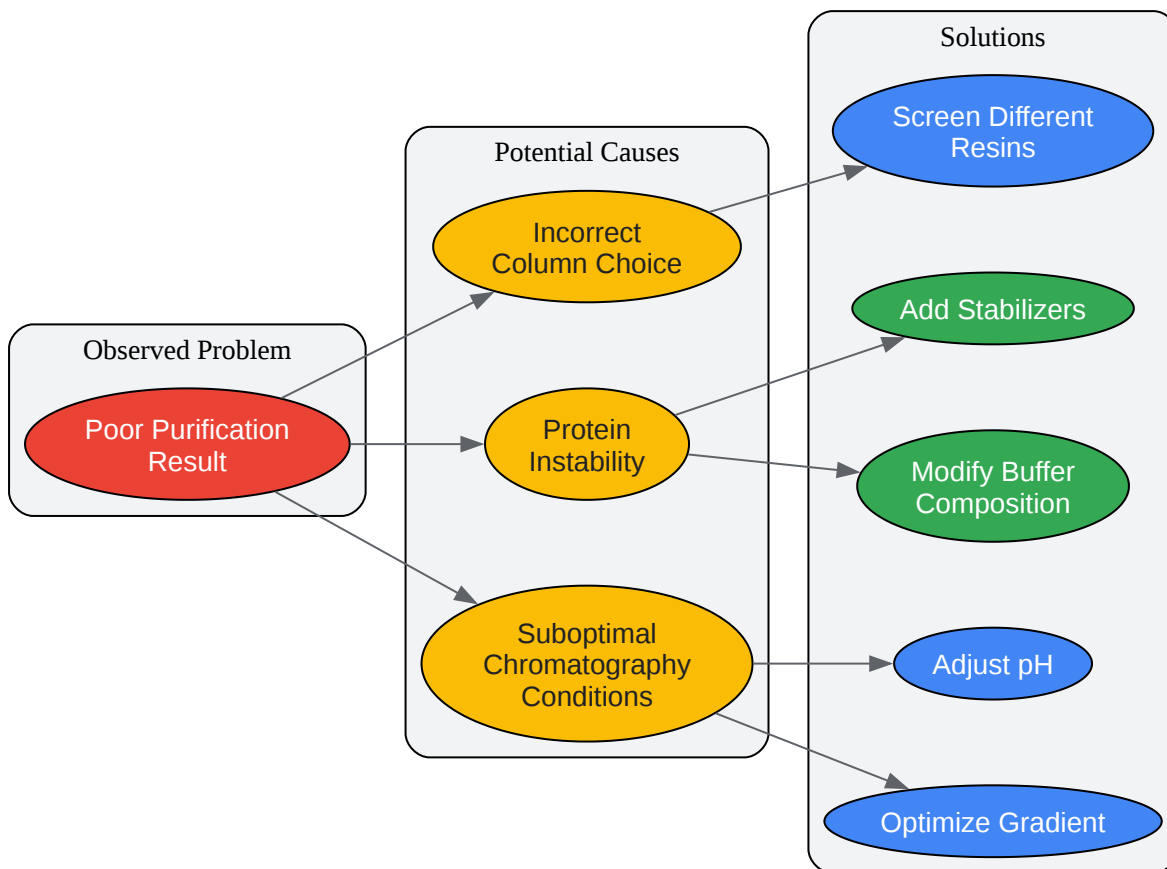 Observed Problem
Poor Purification
Result
Potential Causes
Incorrect
Column Choice
Protein
Instability
Suboptimal
Chromatography
Conditions
Solutions
Screen Different
Resins
Add Stabilizers
Modify Buffer
Composition
Adjust pH
Optimize Gradient